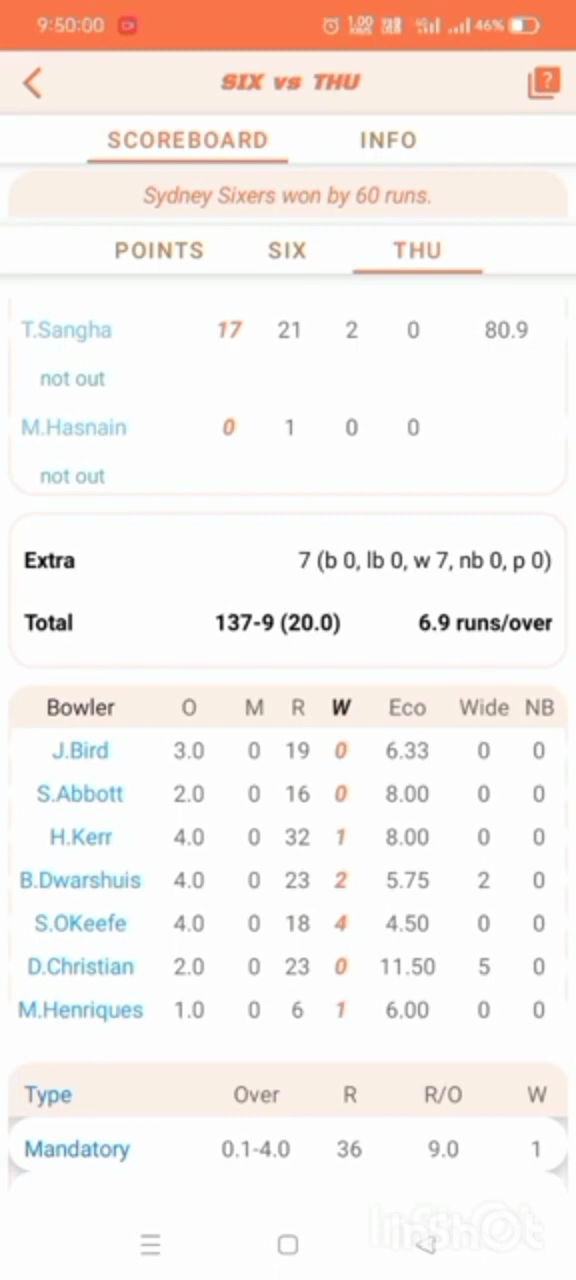 9:50:00 46%
SIX vs THU
SCOREBOARD INFO
Sydney Sixers won by 60 runs.
POINTS SIX THU
T.Sangha 17 21 2 0 80.9
not out
M.Hasnain 0 1 0 0
not out
Extra 7 (b 0, lb 0, w 7, nb 0, p 0)
Total 137-9 (20.0) 6.9 runs/over
Bowler O M R W Eco Wide NB
J.Bird 3.0 0 19 0 6.33 0 0
S.Abbott 2.0 0 16 0 8.00 0 0
H.Kerr 4.0 0 32 1 8.00 0 0
B.Dwarshuis 4.0 0 23 2 5.75 2 0
S.OKeefe 4.0 0 18 4 4.50 0 0
D.Christian 2.0 0 23 0 11.50 5 0
M.Henriques 1.0 0 6 1 6.00 0 0
Type Over R R/O W
Mandatory 0.1-4.0 36 9.0 1